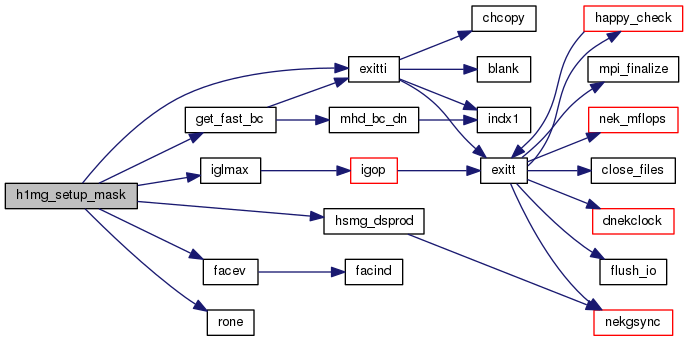 chcopy
happy_check
exitti
blank
mpi_finalize
get_fast_bc
mhd_bc_dn
indx1
nek_mflops
h1mg_setup_mask
iglmax
igop
exitt
close_files
hsmg_dsprod
dnekclock
facev
facind
flush_io
rone
nekgsync